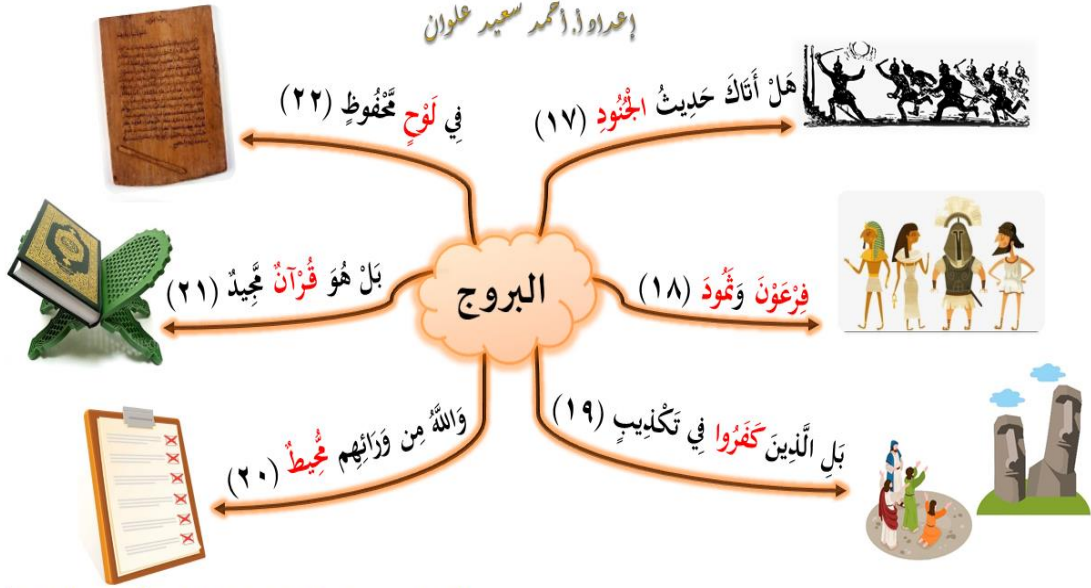 إعداد أ. أحمد سعيد علوان
هَلْ أَتَاكَ حَدِيثُ الْجُنُودِ (١٧)
فِرْعَوْنَ وَثَمُودَ (١٨)
بَلِ الَّذِينَ كَفَرُوا فِي تَكْذِيبٍ (١٩)
وَاللَّهُ مِن وَرَائِهِم مُّحِيطٌ (٢٠)
بَلْ هُوَ قُرْآنٌ مَّجِيدٌ (٢١)
فِي لَوْحٍ مَّحْفُوظٍ (٢٢)
البروج